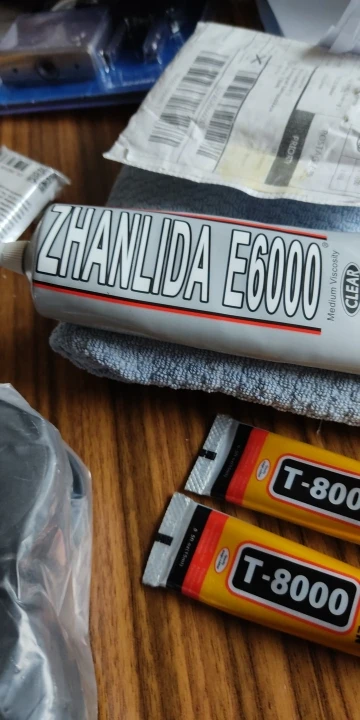 ZHANLIDA E6000
Medium Viscosity
CLEAR
T-800
T-8000